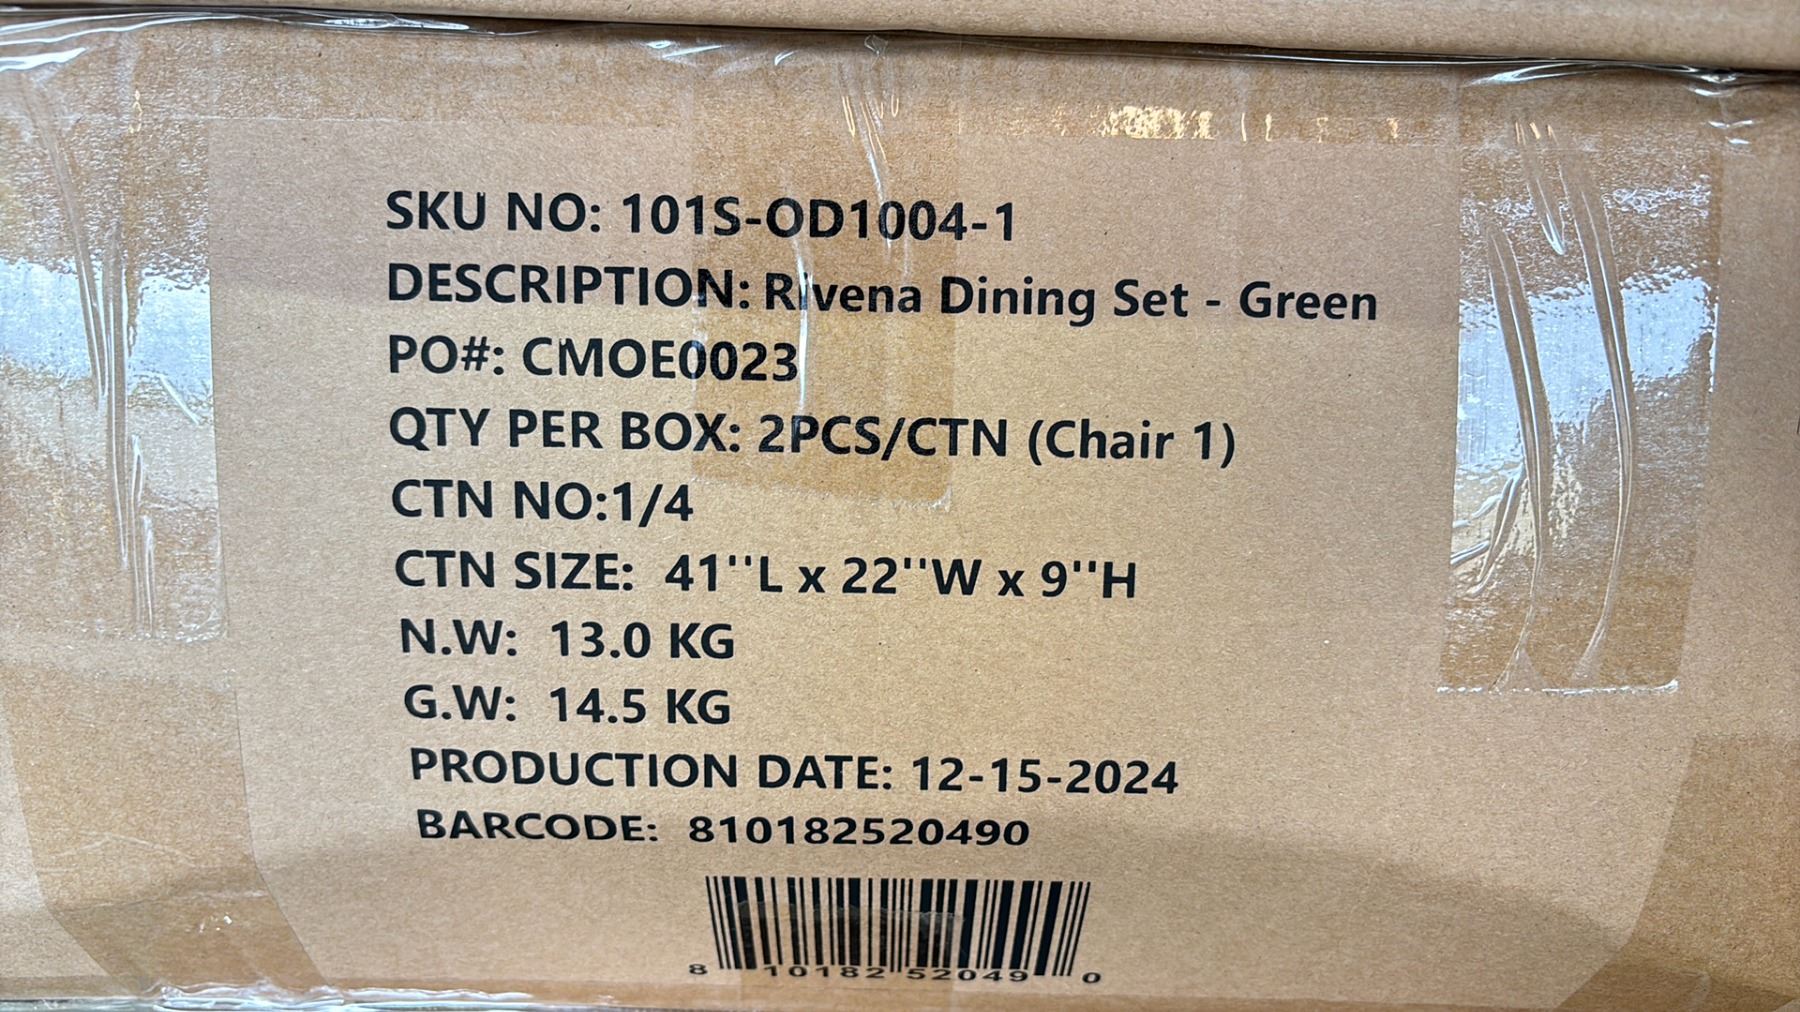 SKU NO: 101S-OD1004-1
DESCRIPTION: Rivena Dining Set - Green
PO#: CMOE0023
QTY PER BOX: 2PCS/CTN (Chair 1)
CTN NO:1/4
CTN SIZE: 41''L x 22''W x 9''H
N.W: 13.0 KG
G.W: 14.5 KG
PRODUCTION DATE: 12-15-2024
BARCODE: 810182520490
8 10182 52049 0